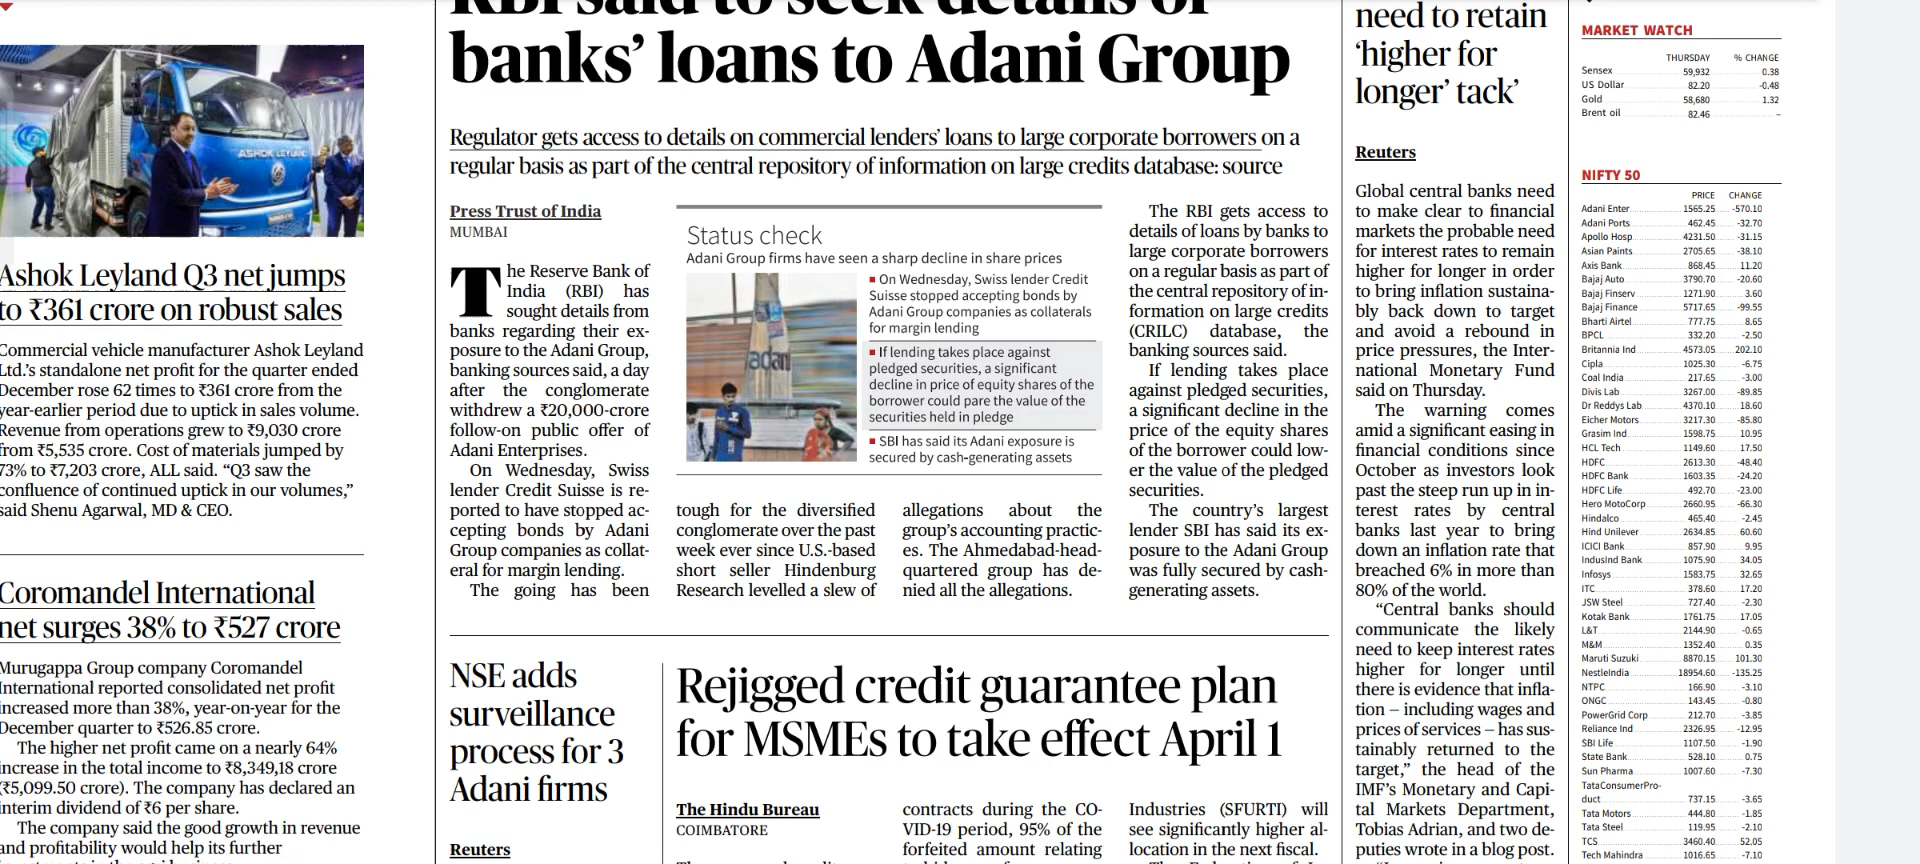 ASHOK LEYLAND
Ashok Leyland Q3 net jumps
to ₹361 crore on robust sales
Commercial vehicle manufacturer Ashok Leyland
Ltd.’s standalone net profit for the quarter ended
December rose 62 times to ₹361 crore from the
year-earlier period due to uptick in sales volume.
Revenue from operations grew to ₹9,030 crore
from ₹5,535 crore. Cost of materials jumped by
73% to ₹7,203 crore, ALL said. “Q3 saw the
confluence of continued uptick in our volumes,”
said Shenu Agarwal, MD & CEO.
Coromandel International
net surges 38% to ₹527 crore
Murugappa Group company Coromandel
International reported consolidated net profit
increased more than 38%, year-on-year for the
December quarter to ₹526.85 crore.
The higher net profit came on a nearly 64%
increase in the total income to ₹8,349,18 crore
(₹5,099.50 crore). The company has declared an
interim dividend of ₹6 per share.
The company said the good growth in revenue
and profitability would help its further
RBI said to seek details of
banks’ loans to Adani Group
Regulator gets access to details on commercial lenders’ loans to large corporate borrowers on a
regular basis as part of the central repository of information on large credits database: source
Press Trust of India
MUMBAI
The Reserve Bank of
India (RBI) has
sought details from
banks regarding their ex-
posure to the Adani Group,
banking sources said, a day
after the conglomerate
withdrew a ₹20,000-crore
follow-on public offer of
Adani Enterprises.
On Wednesday, Swiss
lender Credit Suisse is re-
ported to have stopped ac-
cepting bonds by Adani
Group companies as collat-
eral for margin lending.
The going has been
Status check
Adani Group firms have seen a sharp decline in share prices
adani
▪ On Wednesday, Swiss lender Credit
Suisse stopped accepting bonds by
Adani Group companies as collaterals
for margin lending
▪ If lending takes place against
pledged securities, a significant
decline in price of equity shares of the
borrower could pare the value of the
securities held in pledge
▪ SBI has said its Adani exposure is
secured by cash-generating assets
tough for the diversified
conglomerate over the past
week ever since U.S.-based
short seller Hindenburg
Research levelled a slew of
allegations about the
group’s accounting practic-
es. The Ahmedabad-head-
quartered group has de-
nied all the allegations.
The RBI gets access to
details of loans by banks to
large corporate borrowers
on a regular basis as part of
the central repository of in-
formation on large credits
(CRILC) database, the
banking sources said.
If lending takes place
against pledged securities,
a significant decline in the
price of the equity shares
of the borrower could low-
er the value of the pledged
securities.
The country’s largest
lender SBI has said its ex-
posure to the Adani Group
was fully secured by cash-
generating assets.
NSE adds
surveillance
process for 3
Adani firms
Reuters
Rejigged credit guarantee plan
for MSMEs to take effect April 1
The Hindu Bureau
COIMBATORE
contracts during the CO-
VID-19 period, 95% of the
forfeited amount relating
Industries (SFURTI) will
see significantly higher al-
location in the next fiscal.
need to retain
‘higher for
longer’ tack’
Reuters
Global central banks need
to make clear to financial
markets the probable need
for interest rates to remain
higher for longer in order
to bring inflation sustaina-
bly back down to target
and avoid a rebound in
price pressures, the Inter-
national Monetary Fund
said on Thursday.
The warning comes
amid a significant easing in
financial conditions since
October as investors look
past the steep run up in in-
terest rates by central
banks last year to bring
down an inflation rate that
breached 6% in more than
80% of the world.
“Central banks should
communicate the likely
need to keep interest rates
higher for longer until
there is evidence that infla-
tion — including wages and
prices of services — has sus-
tainably returned to the
target,” the head of the
IMF’s Monetary and Capi-
tal Markets Department,
Tobias Adrian, and two de-
puties wrote in a blog post.
MARKET WATCH
THURSDAY % CHANGE
Sensex 59,932 0.38
US Dollar 82.20 -0.48
Gold 58,680 1.32
Brent oil 82.46 –
NIFTY 50
PRICE CHANGE
Adani Enter 1565.25 -570.10
Adani Ports 462.45 -32.70
Apollo Hosp 4231.50 -31.15
Asian Paints 2705.65 -38.10
Axis Bank 868.45 11.20
Bajaj Auto 3790.70 -20.60
Bajaj Finserv 1271.90 3.60
Bajaj Finance 5717.65 -99.55
Bharti Airtel 777.75 8.65
BPCL 332.20 -2.50
Britannia Ind 4573.05 202.10
Cipla 1025.30 -6.75
Coal India 217.65 -3.00
Divis Lab 3267.00 -89.85
Dr Reddys Lab 4370.10 18.60
Eicher Motors 3217.30 -85.80
Grasim Ind 1598.75 10.95
HCL Tech 1149.60 17.50
HDFC 2613.30 -48.40
HDFC Bank 1603.35 -24.20
HDFC Life 492.70 -23.00
Hero MotoCorp 2660.95 -66.30
Hindalco 465.40 -2.45
Hind Unilever 2634.85 60.60
ICICI Bank 857.90 9.95
IndusInd Bank 1075.90 34.05
Infosys 1583.75 32.65
ITC 378.60 17.20
JSW Steel 727.40 -2.30
Kotak Bank 1761.75 17.05
L&T 2144.90 -0.65
M&M 1352.40 0.35
Maruti Suzuki 8870.15 101.30
NestleIndia 18954.60 -135.25
NTPC 166.90 -3.10
ONGC 143.45 -0.80
PowerGrid Corp 212.70 -3.85
Reliance Ind 2326.95 -12.95
SBI Life 1107.50 -1.90
State Bank 528.10 0.75
Sun Pharma 1007.60 -7.30
TataConsumerPro-
duct 737.15 -3.65
Tata Motors 444.80 -1.85
Tata Steel 119.95 -2.10
TCS 3460.40 52.05
Tech Mahindra 1016.65 -7.10